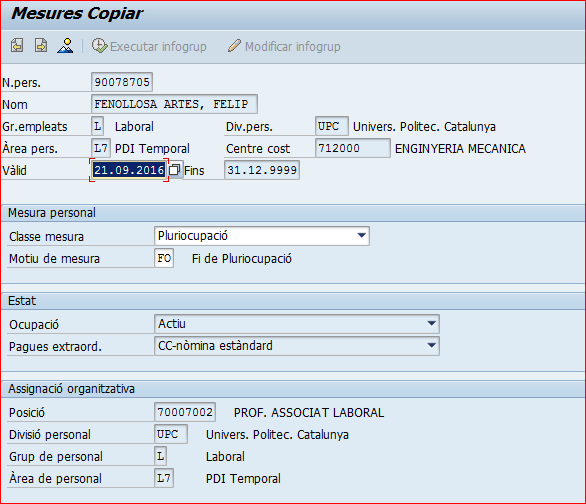 Mesures Copiar
Executar infogrup Modificar infogrup
N.pers. 90078705
Nom FENOLLOSA ARTES, FELIP
Gr.empleats L Laboral Div.pers. UPC Univers. Politec. Catalunya
Àrea pers. L7 PDI Temporal Centre cost 712000 ENGINYERIA MECANICA
Vàlid 21.09.2016 Fins 31.12.9999
Mesura personal
Classe mesura Pluriocupació
Motiu de mesura FO Fi de Pluriocupació
Estat
Ocupació Actiu
Pagues extraord. CC-nòmina estàndard
Assignació organitzativa
Posició 70007002 PROF. ASSOCIAT LABORAL
Divisió personal UPC Univers. Politec. Catalunya
Grup de personal L Laboral
Àrea de personal L7 PDI Temporal